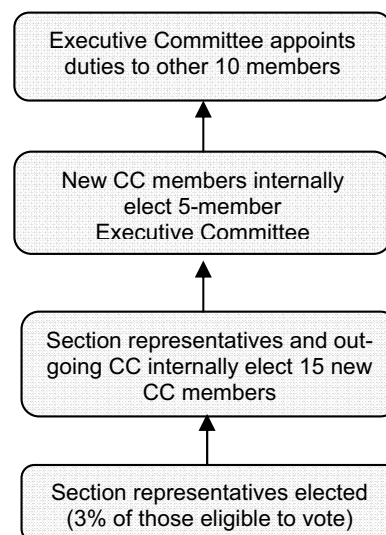 Executive Committee appoints
duties to other 10 members
New CC members internally
elect 5-member
Executive Committee
Section representatives and out-
going CC internally elect 15 new
CC members
Section representatives elected
(3% of those eligible to vote)